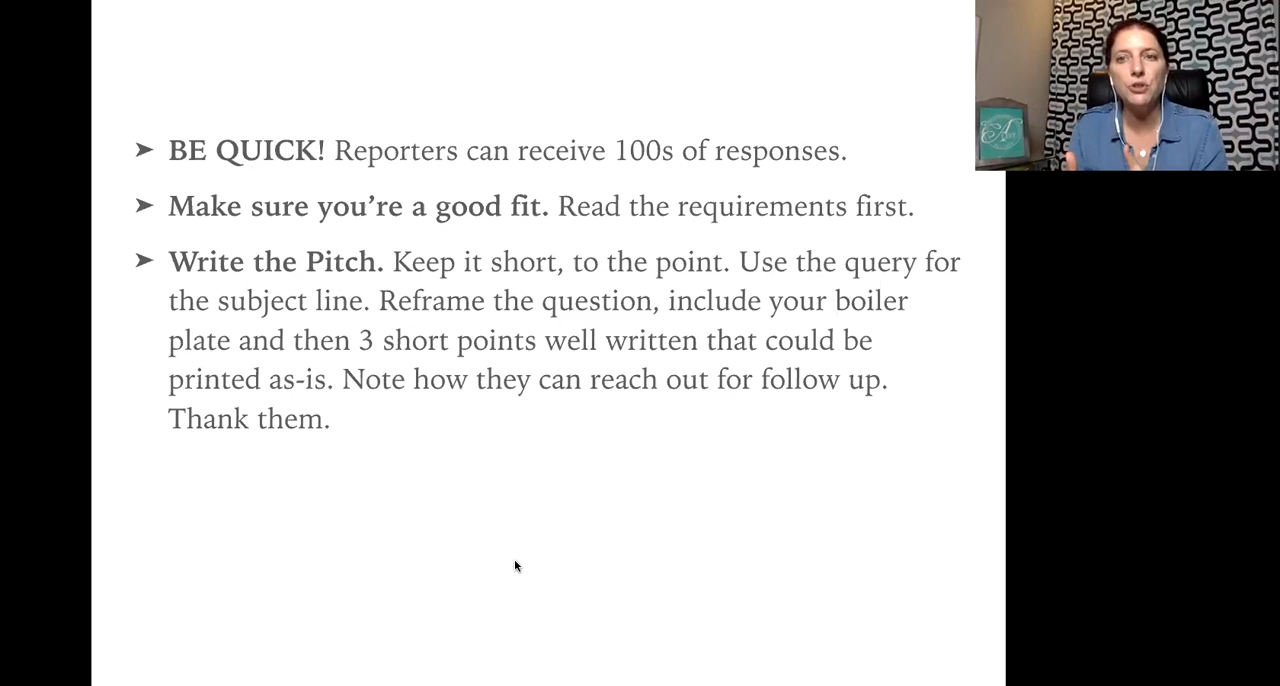 ➤ BE QUICK! Reporters can receive 100s of responses.
➤ Make sure you’re a good fit. Read the requirements first.
➤ Write the Pitch. Keep it short, to the point. Use the query for
the subject line. Reframe the question, include your boiler
plate and then 3 short points well written that could be
printed as-is. Note how they can reach out for follow up.
Thank them.